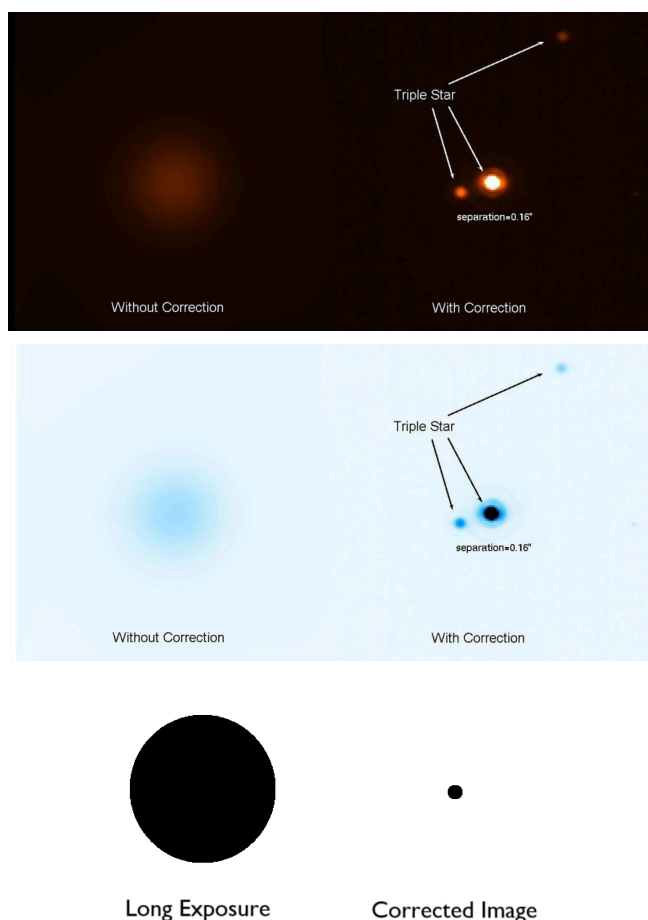 Triple Star
separation=0.16"
Without Correction
With Correction
Triple Star
separation=0.16"
Without Correction
With Correction
Long Exposure
Corrected Image